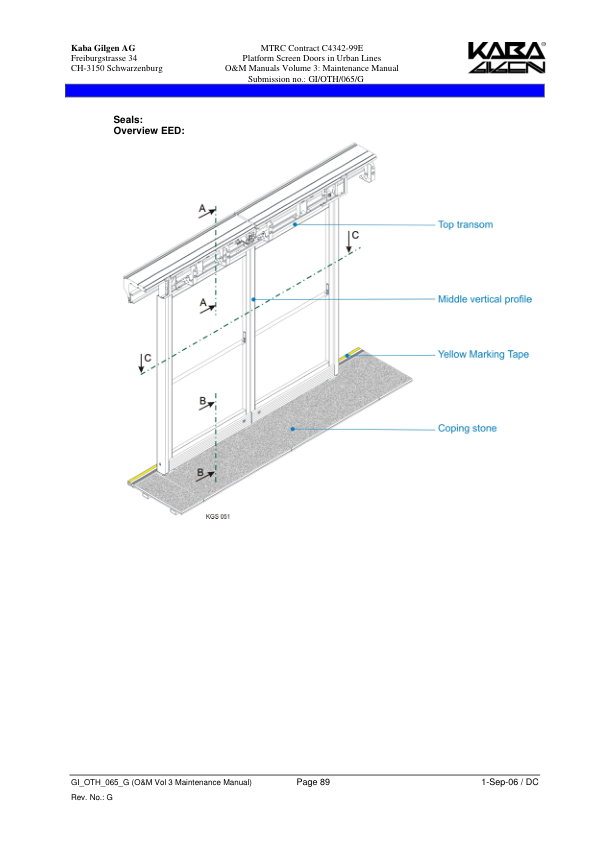 Kaba Gilgen AG
Freiburgstrasse 34
CH-3150 Schwarzenburg
MTRC Contract C4342-99E
Platform Screen Doors in Urban Lines
O&M Manuals Volume 3: Maintenance Manual
Submission no.: GI/OTH/065/G
KABA®
GILGEN
Seals:
Overview EED:
A
Top transom
C
A
Middle vertical profile
C
Yellow Marking Tape
B
Coping stone
B
KGS 051
GI_OTH_065_G (O&M Vol 3 Maintenance Manual) Page 89 1-Sep-06 / DC
Rev. No.: G